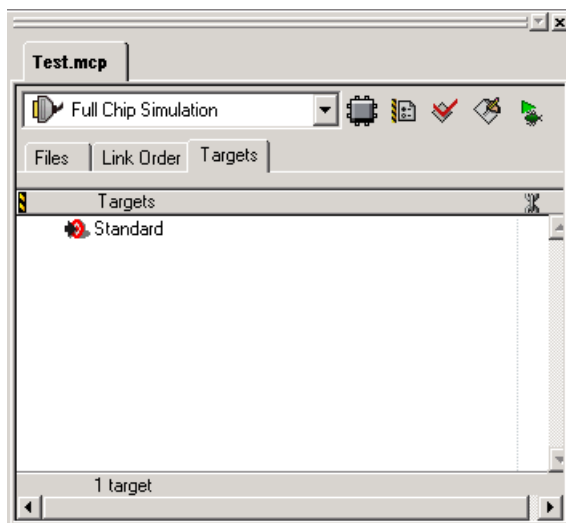 Test.mcp
Full Chip Simulation
Files Link Order Targets
Targets
Standard
1 target